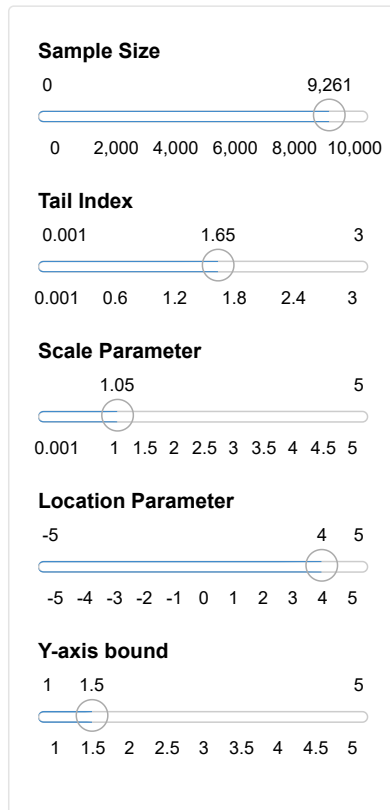 Sample Size
0 9,261
0 2,000 4,000 6,000 8,000 10,000
Tail Index
0.001 1.65 3
0.001 0.6 1.2 1.8 2.4 3
Scale Parameter
1.05 5
0.001 1 1.5 2 2.5 3 3.5 4 4.5 5
Location Parameter
-5 4 5
-5 -4 -3 -2 -1 0 1 2 3 4 5
Y-axis bound
1 1.5 5
1 1.5 2 2.5 3 3.5 4 4.5 5